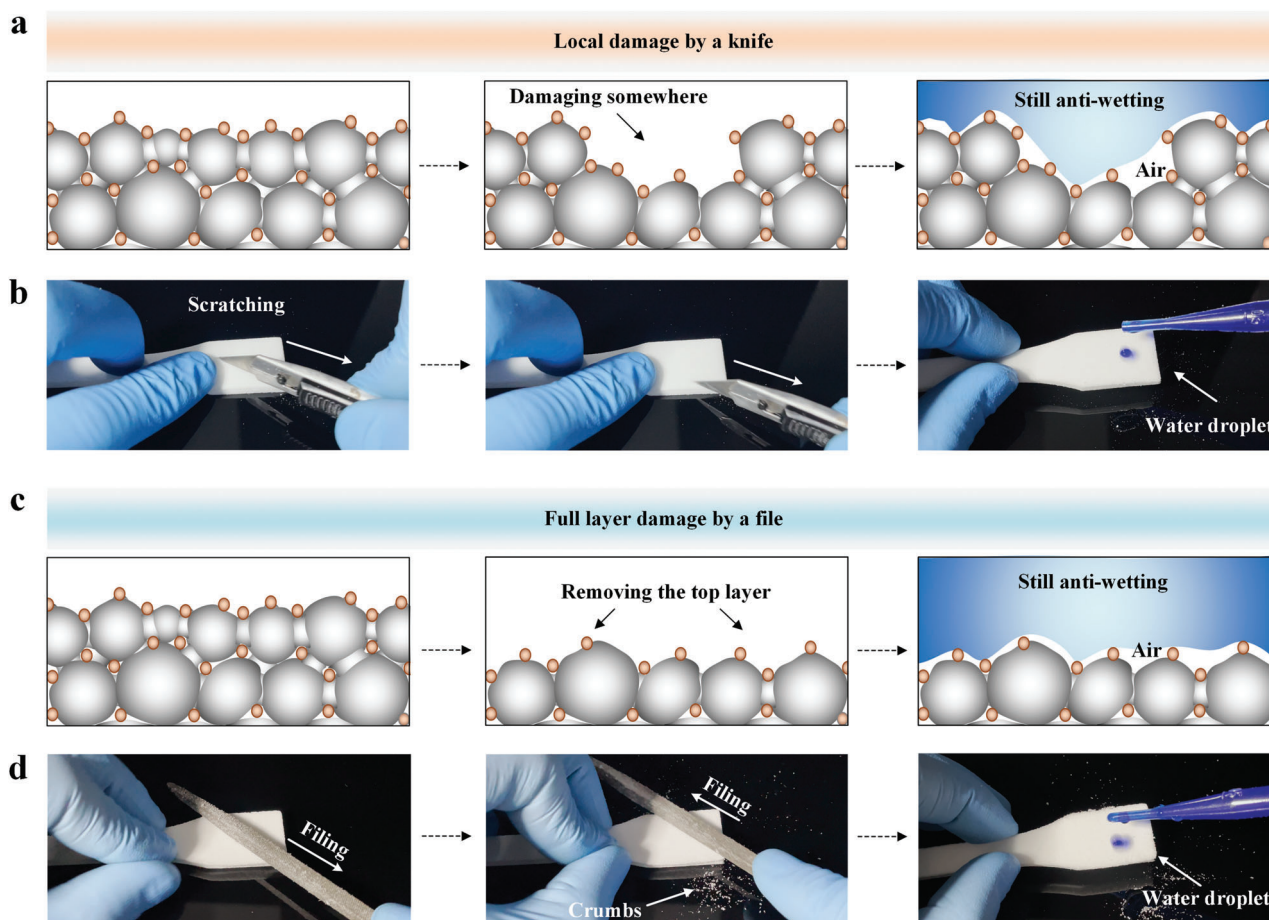 a
Local damage by a knife
Damaging somewhere
Still anti-wetting
Air
b
Scratching
Water droplet
c
Full layer damage by a file
Removing the top layer
Still anti-wetting
Air
d
Filing
Filing
Crumbs
Water droplet